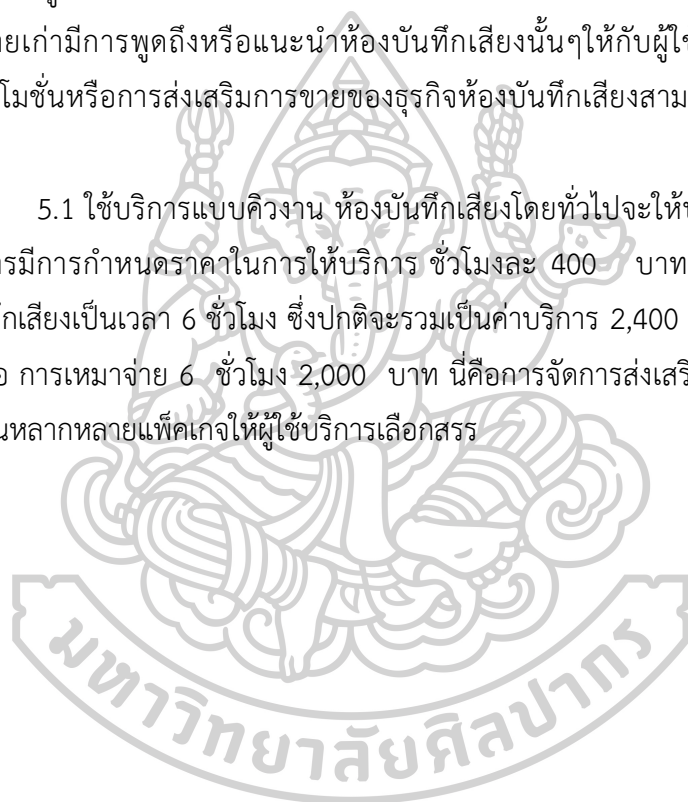 ยเก่ามีการพูดถึงหรือแนะนำห้องบันทึกเสียงนั้นๆให้กับผู้ใช
โมชั่นหรือการส่งเสริมการขายของธุรกิจห้องบันทึกเสียงสาม
5.1 ใช้บริการแบบคิวงาน ห้องบันทึกเสียงโดยทั่วไปจะให้
รมีการกำหนดราคาในการให้บริการ ชั่วโมงละ 400 บาท
ักเสียงเป็นเวลา 6 ชั่วโมง ซึ่งปกติจะรวมเป็นค่าบริการ 2,400
อ การเหมาจ่าย 6 ชั่วโมง 2,000 บาท นี่คือการจัดการส่งเสริ
นหลากหลายแพ็คเกจให้ผู้ใช้บริการเลือกสรร
มหาวิทยาลัยศิลปากร